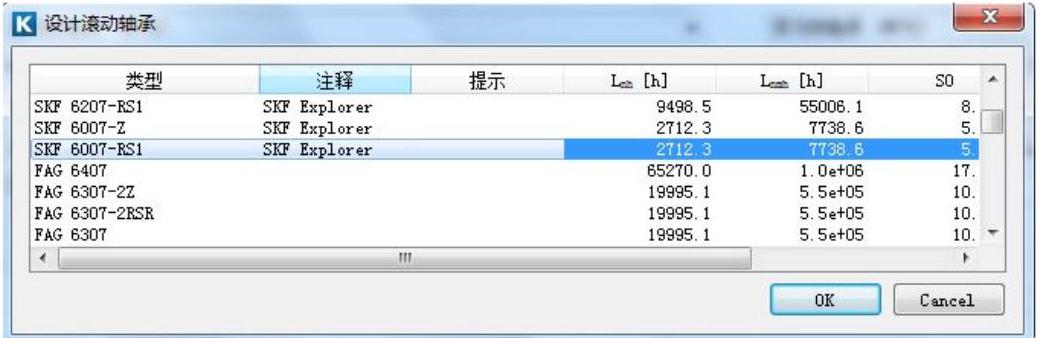 K 设计滚动轴承
类型 注释 提示 Lnh [h] Lnmh [h] S0
SKF 6207-RS1 SKF Explorer 9498.5 55006.1 8.
SKF 6007-Z SKF Explorer 2712.3 7738.6 5.
SKF 6007-RS1 SKF Explorer 2712.3 7738.6 5.
FAG 6407 65270.0 1.0e+06 17.
FAG 6307-2Z 19995.1 5.5e+05 10.
FAG 6307-2RSR 19995.1 5.5e+05 10.
FAG 6307 19995.1 5.5e+05 10.
OK Cancel